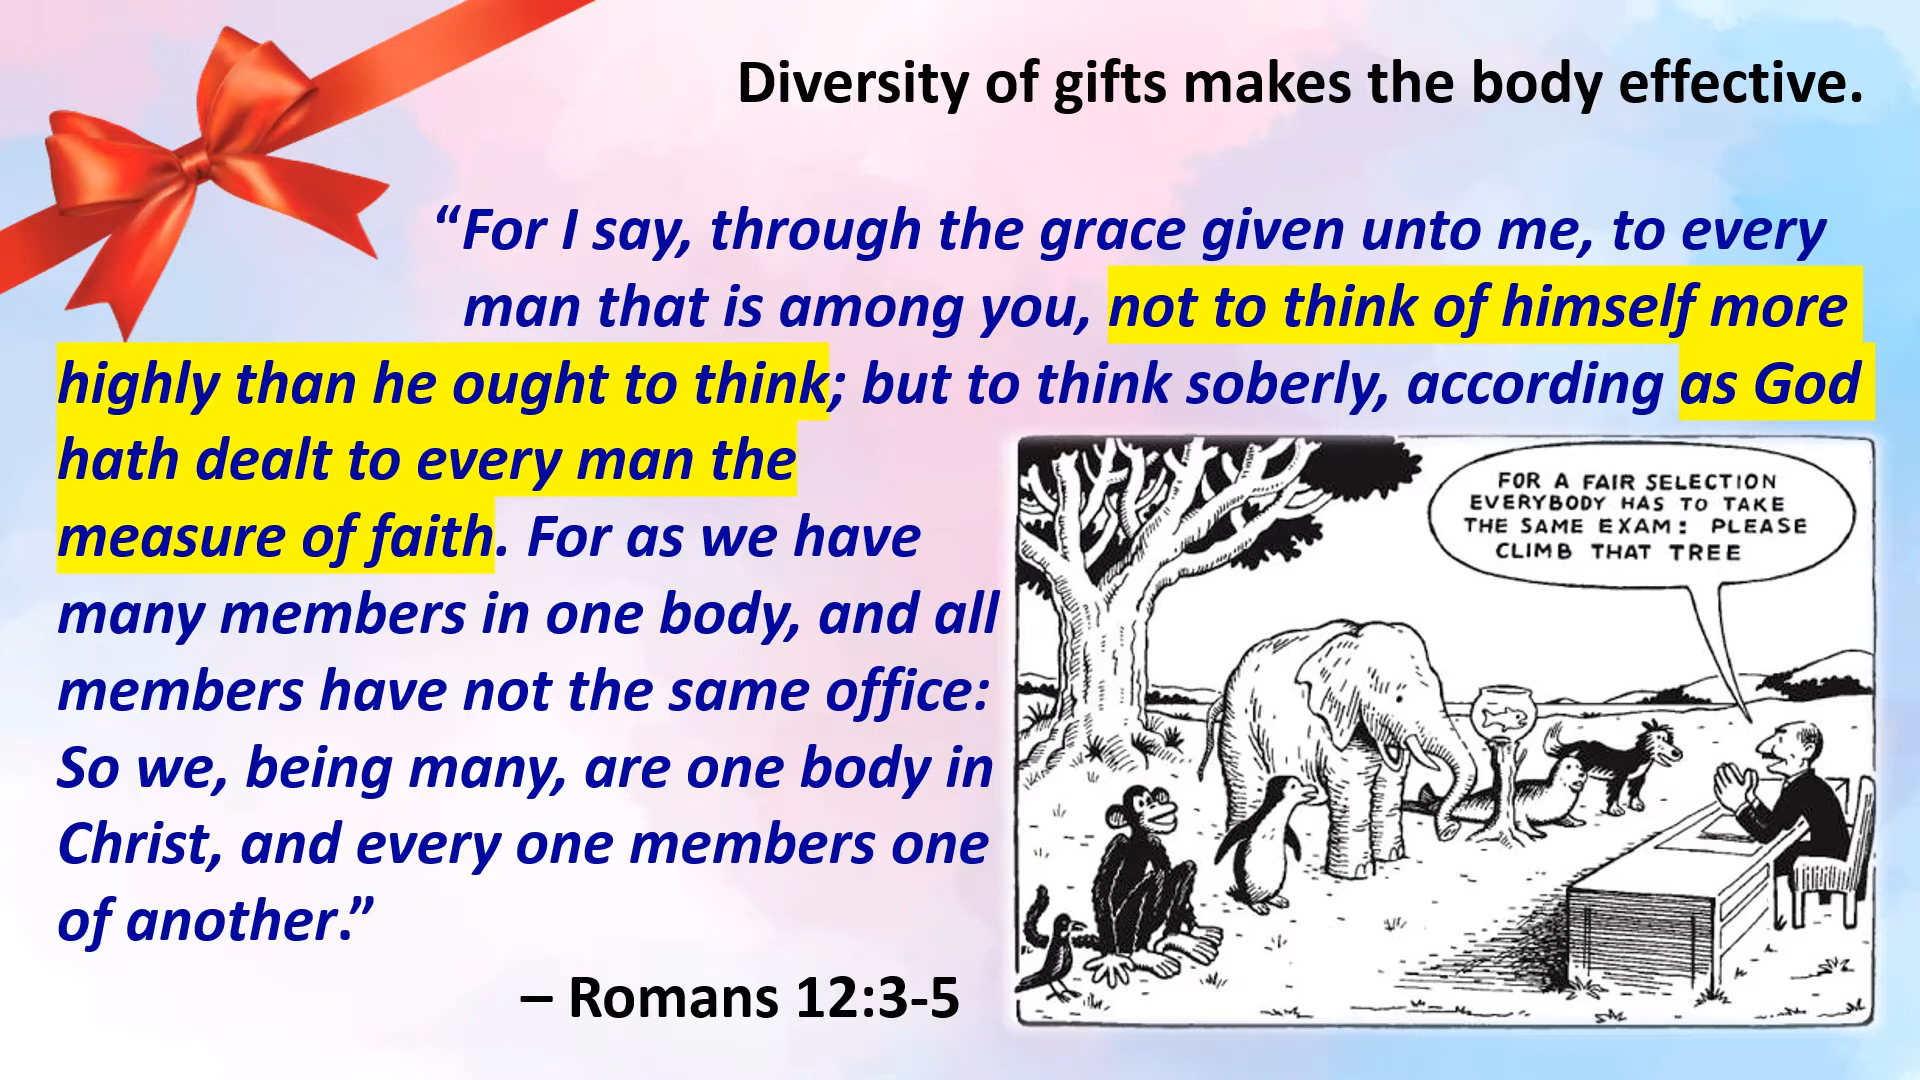 Diversity of gifts makes the body effective.
“For I say, through the grace given unto me, to every
man that is among you, not to think of himself more
highly than he ought to think; but to think soberly, according as God
hath dealt to every man the
measure of faith. For as we have
many members in one body, and all
members have not the same office:
So we, being many, are one body in
Christ, and every one members one
of another.”
– Romans 12:3-5
FOR A FAIR SELECTION
EVERYBODY HAS TO TAKE
THE SAME EXAM: PLEASE
CLIMB THAT TREE